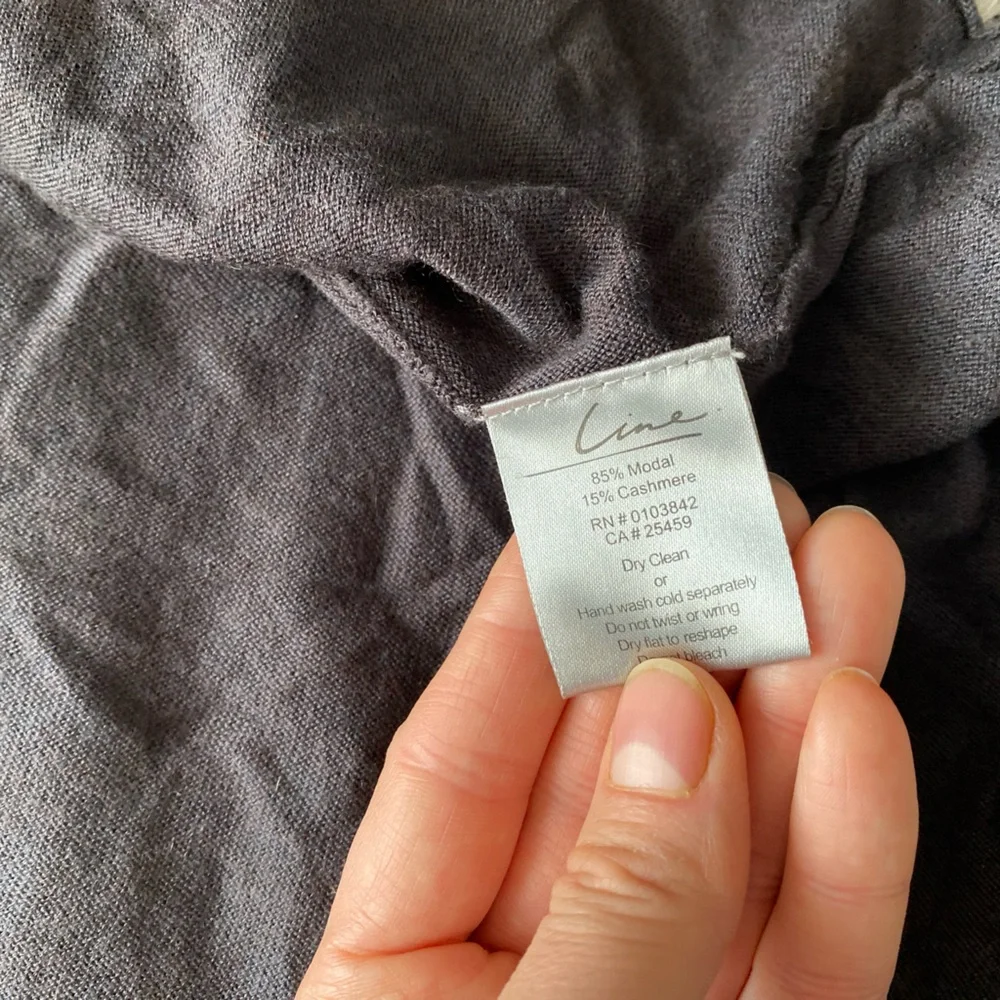 Line
85% Modal
15% Cashmere
RN # 0103842
CA # 25459
Dry Clean
or
Hand wash cold separately
Do not twist or wring
Dry flat to reshape
bleach